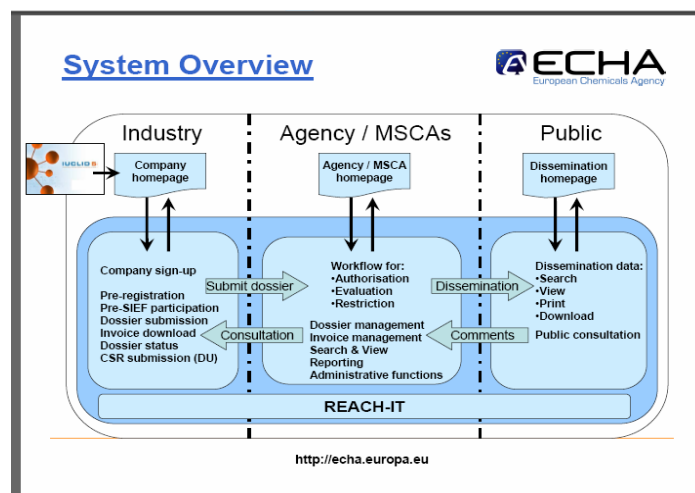 System Overview
ECHA
European Chemicals Agency
Industry
Agency / MSCAs
Public
IUCLID 5
Company
homepage
Agency / MSCA
homepage
Dissemination
homepage
Company sign-up
Pre-registration
Pre-SIEF participation
Dossier submission
Invoice download
Dossier status
CSR submission (DU)
Submit dossier
Consultation
Workflow for:
•Authorisation
•Evaluation
•Restriction
Dossier management
Invoice management
Search & View
Reporting
Administrative functions
Dissemination
Comments
Dissemination data:
•Search
•View
•Print
•Download
Public consultation
REACH-IT
http://echa.europa.eu